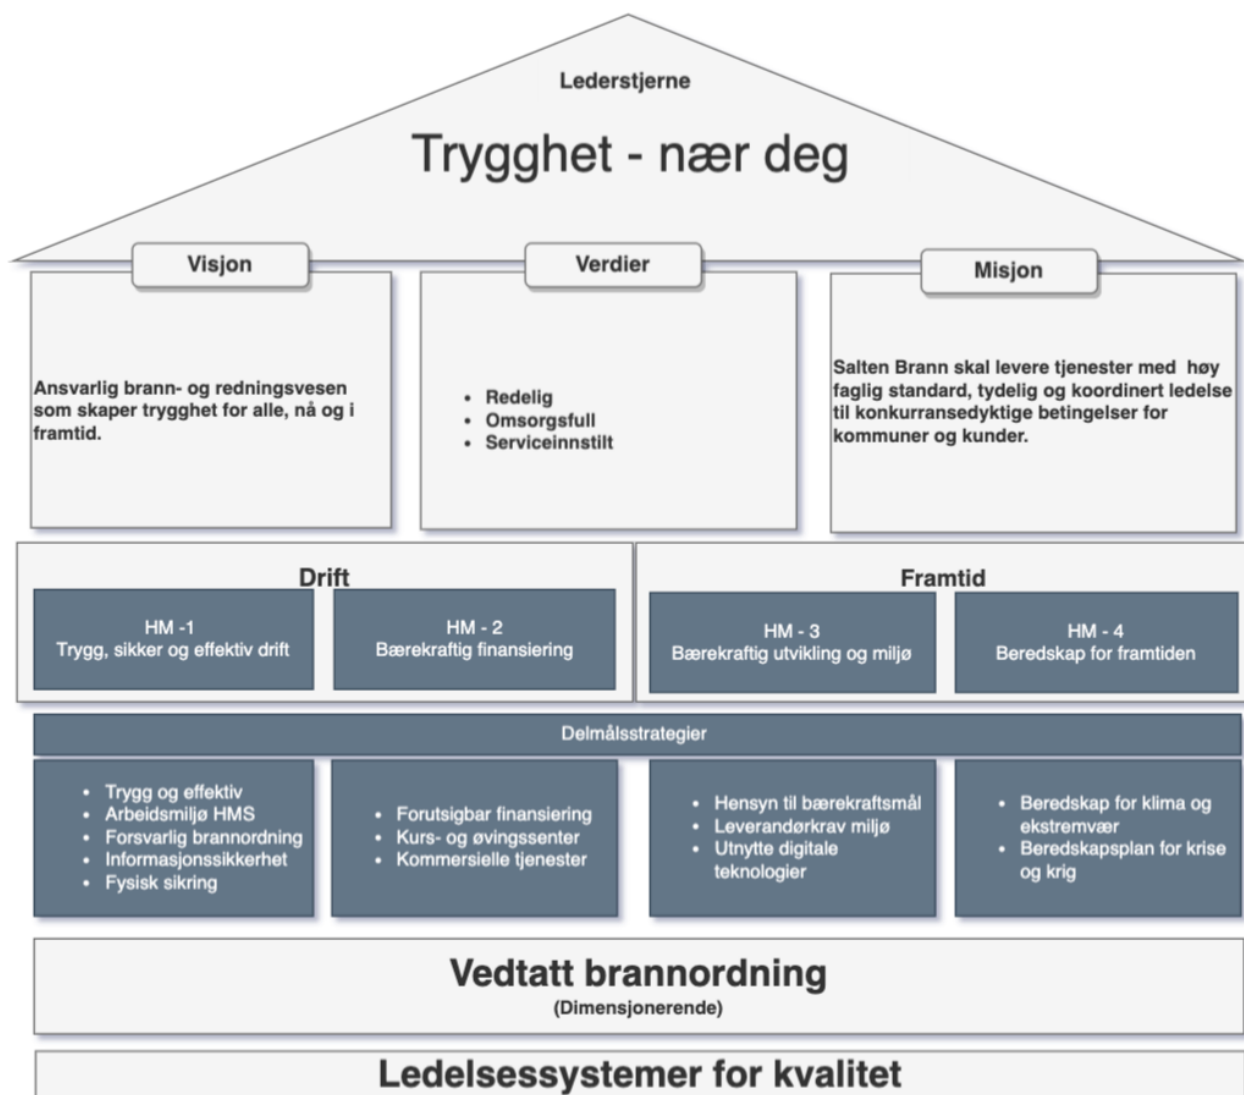 Lederstjerne
Trygghet - nær deg
Visjon
Verdier
Misjon
Ansvarlig brann- og redningsvesen
som skaper trygghet for alle, nå og i
framtid.
• Redelig
• Omsorgsfull
• Serviceinnstilt
Salten Brann skal levere tjenester med høy
faglig standard, tydelig og koordinert ledelse
til konkurransedyktige betingelser for
kommuner og kunder.
Drift
Framtid
HM -1
Trygg, sikker og effektiv drift
HM - 2
Bærekraftig finansiering
HM - 3
Bærekraftig utvikling og miljø
HM - 4
Beredskap for framtiden
Delmålsstrategier
• Trygg og effektiv
• Arbeidsmiljø HMS
• Forsvarlig brannordning
• Informasjonssikkerhet
• Fysisk sikring
• Forutsigbar finansiering
• Kurs- og øvingssenter
• Kommersielle tjenester
• Hensyn til bærekraftsmål
• Leverandørkrav miljø
• Utnytte digitale
teknologier
• Beredskap for klima og
ekstremvær
• Beredskapsplan for krise
og krig
Vedtatt brannordning
(Dimensjonerende)
Ledelsessystemer for kvalitet